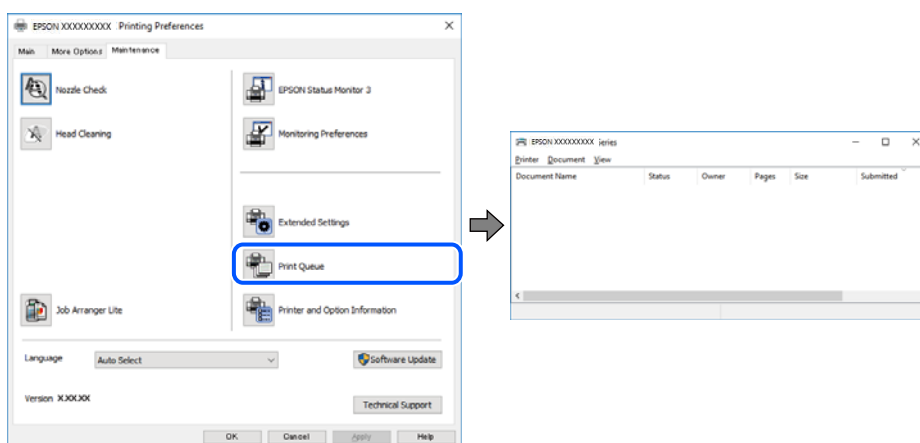 EPSON XXXXXXXXX Printing Preferences
Main More Options Maintenance
Nozzle Check
EPSON Status Monitor 3
Head Cleaning
Monitoring Preferences
Extended Settings
Print Queue
Job Arranger Lite
Printer and Option Information
Language Auto Select Software Update
Version X.XX.XX
Technical Support
OK Cancel Apply Help
EPSON XXXXXXXXX ieries
Printer Document View
Document Name Status Owner Pages Size Submitted